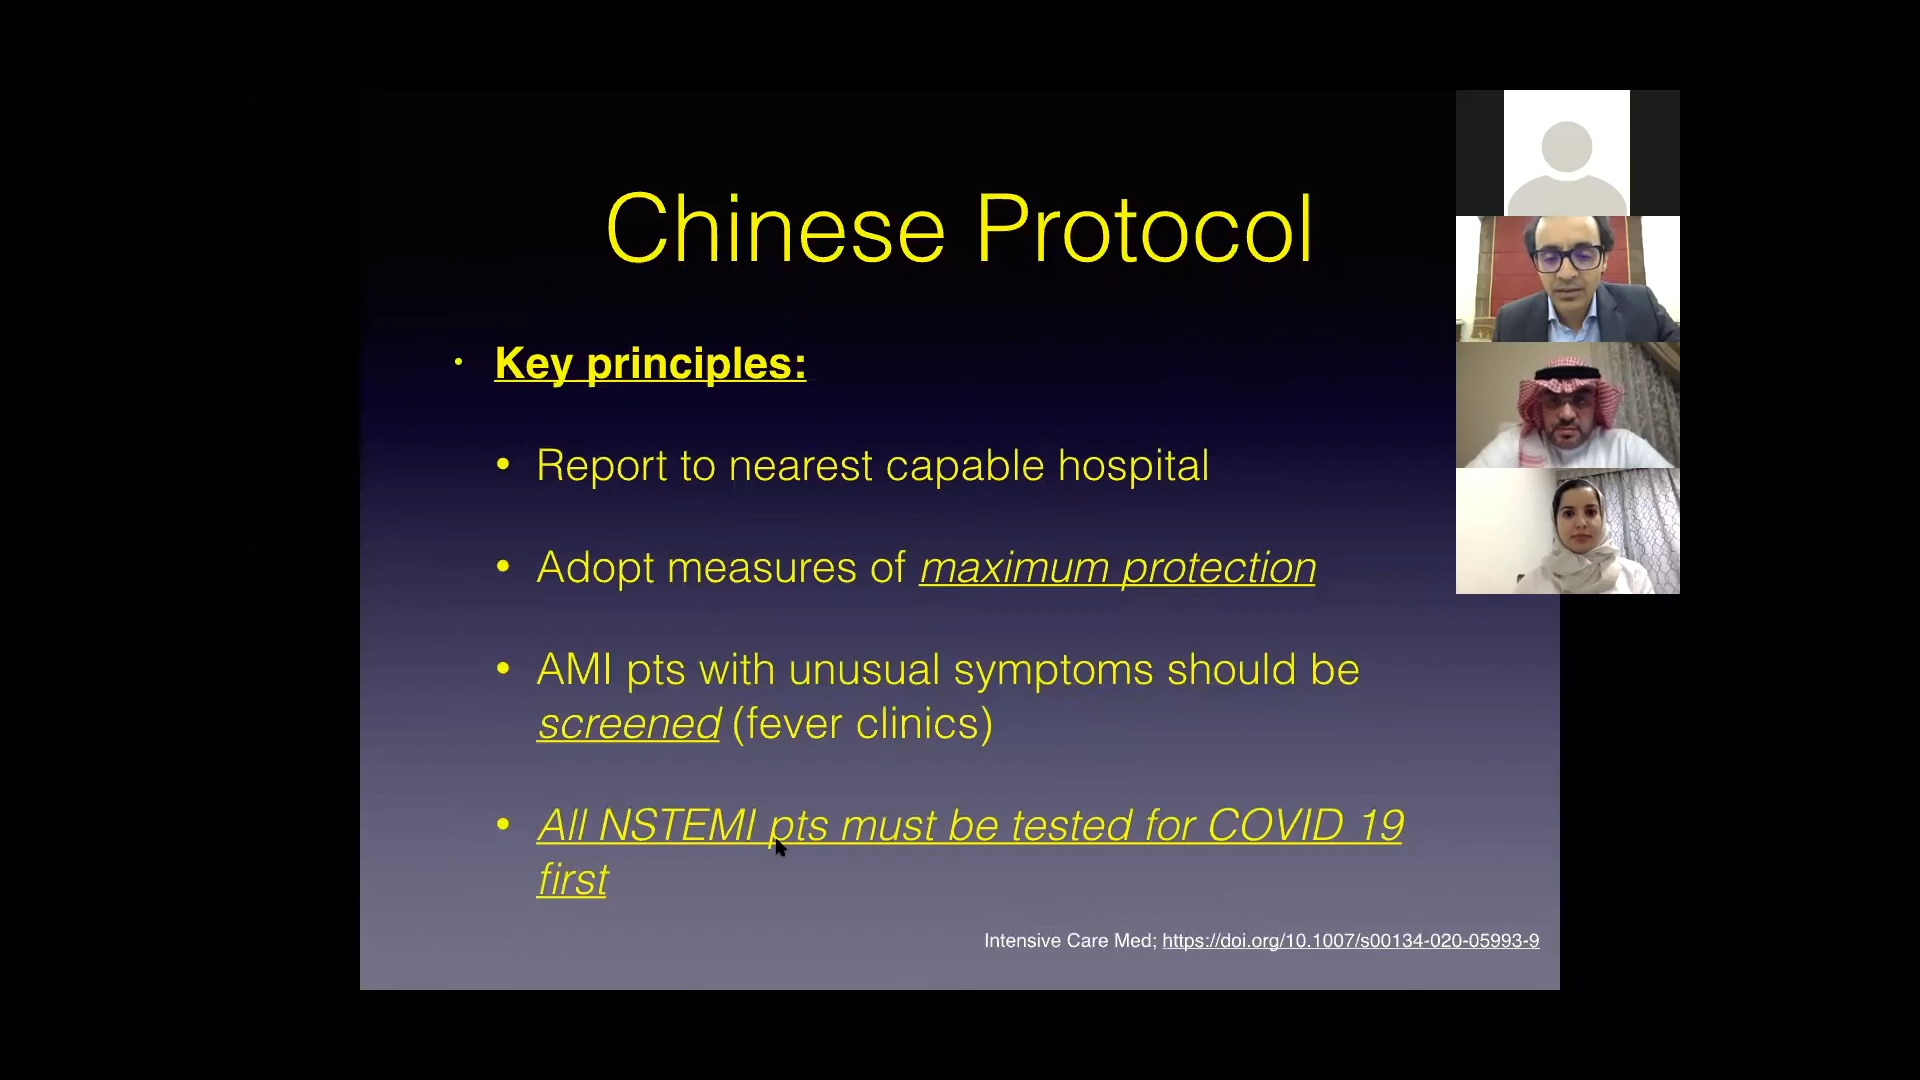 Chinese Protocol
• Key principles:
• Report to nearest capable hospital
• Adopt measures of maximum protection
• AMI pts with unusual symptoms should be
screened (fever clinics)
• All NSTEMI pts must be tested for COVID 19
first
Intensive Care Med; https://doi.org/10.1007/s00134-020-05993-9